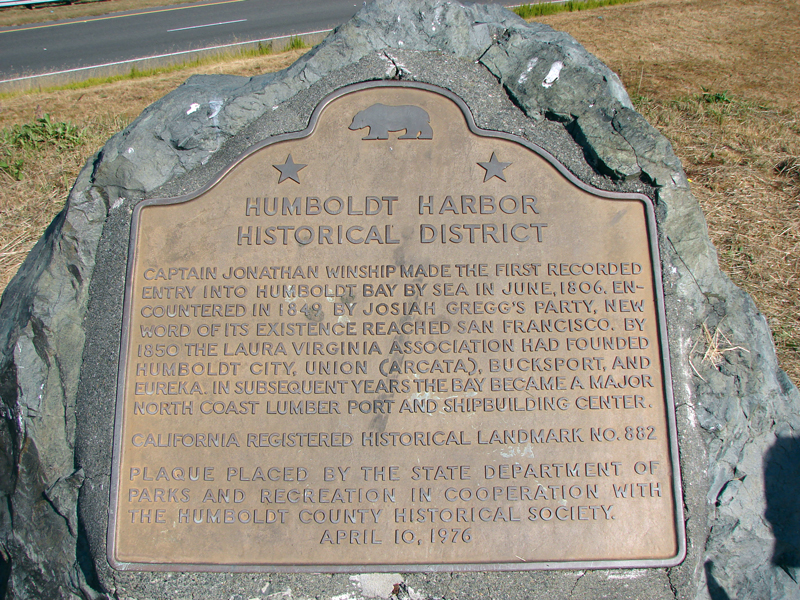 HUMBOLDT HARBOR
HISTORICAL DISTRICT
CAPTAIN JONATHAN WINSHIP MADE THE FIRST RECORDED
ENTRY INTO HUMBOLDT BAY BY SEA IN JUNE, 1806. EN-
COUNTERED IN 1849 BY JOSIAH GREGG'S PARTY, NEW
WORD OF ITS EXISTENCE REACHED SAN FRANCISCO. BY
1850 THE LAURA VIRGINIA ASSOCIATION HAD FOUNDED
HUMBOLDT CITY, UNION (ARCATA), BUCKSPORT, AND
EUREKA. IN SUBSEQUENT YEARS THE BAY BECAME A MAJOR
NORTH COAST LUMBER PORT AND SHIPBUILDING CENTER.
CALIFORNIA REGISTERED HISTORICAL LANDMARK NO. 882
PLAQUE PLACED BY THE STATE DEPARTMENT OF
PARKS AND RECREATION IN COOPERATION WITH
THE HUMBOLDT COUNTY HISTORICAL SOCIETY.
APRIL 10, 1976